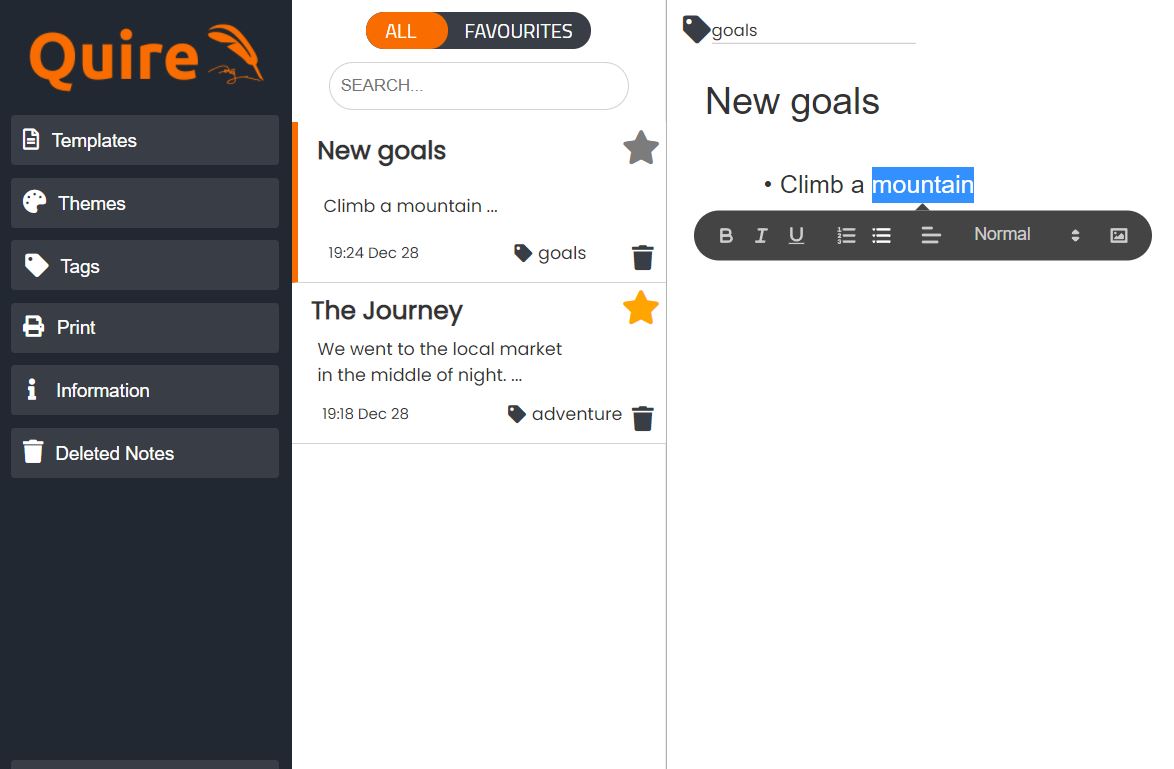 Quire
Templates
Themes
Tags
Print
Information
Deleted Notes
ALL FAVOURITES
SEARCH...
New goals
Climb a mountain ...
19:24 Dec 28 goals
The Journey
We went to the local market
in the middle of night. ...
19:18 Dec 28 adventure
goals
New goals
• Climb a mountain
B I U Normal